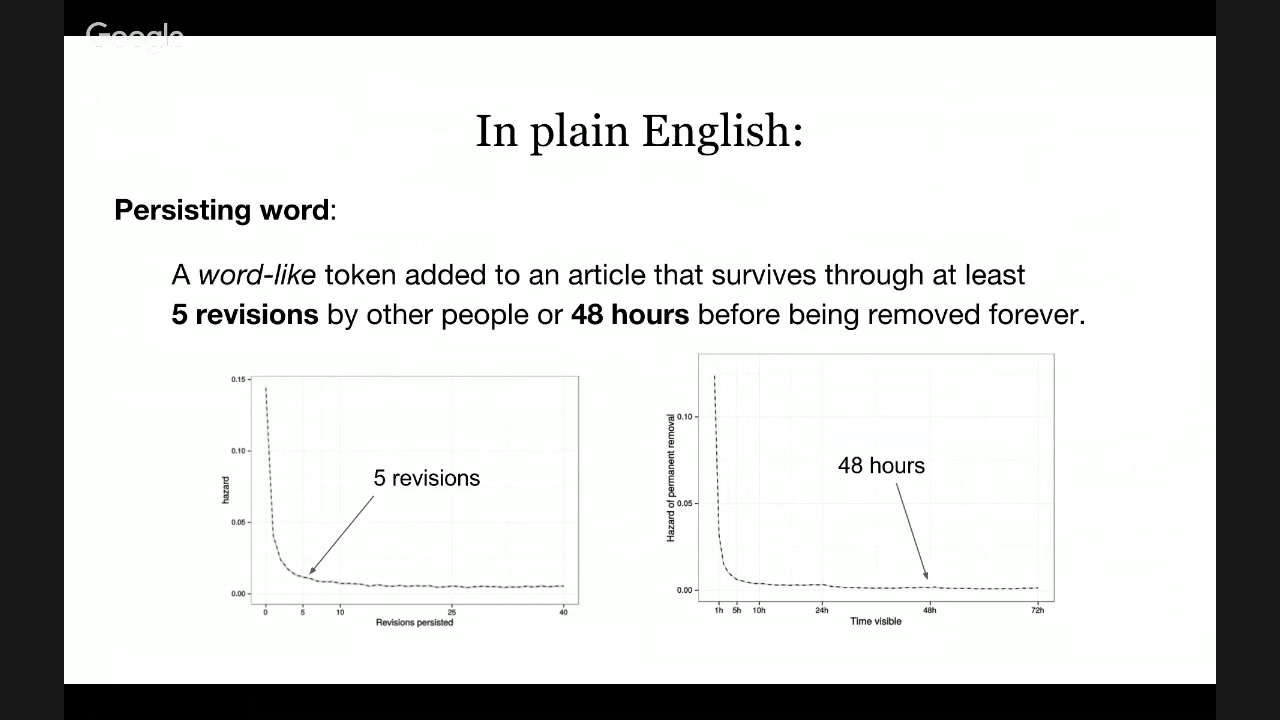 Google
In plain English:
Persisting word:
A word-like token added to an article that survives through at least
5 revisions by other people or 48 hours before being removed forever.
0.15
0.10
0.05
0.00
hazard
5 revisions
0 5 10 25 40
Revisions persisted
0.10
0.05
0.00
Hazard of permanent removal
48 hours
1h 5h 10h 24h 48h 72h
Time visible